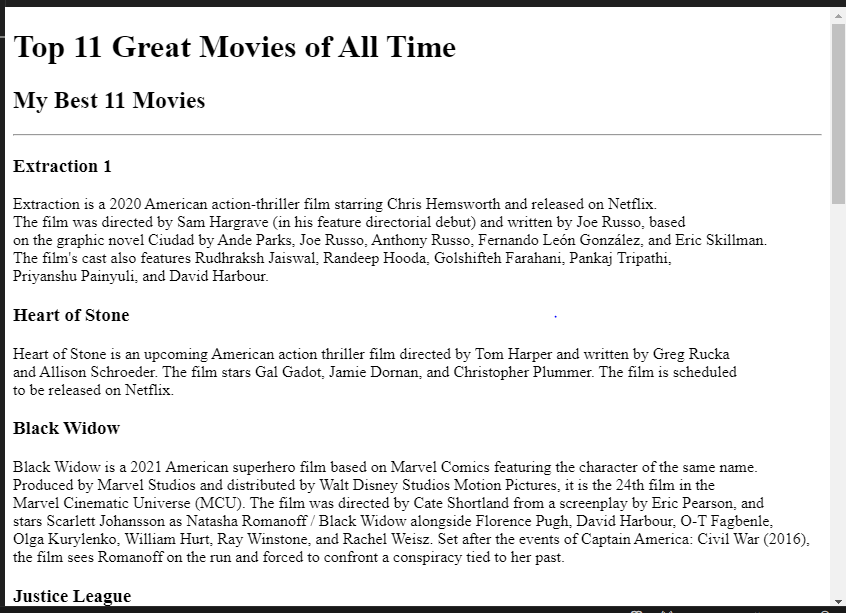 Top 11 Great Movies of All Time
My Best 11 Movies
Extraction 1
Extraction is a 2020 American action-thriller film starring Chris Hemsworth and released on Netflix.
The film was directed by Sam Hargrave (in his feature directorial debut) and written by Joe Russo, based
on the graphic novel Ciudad by Ande Parks, Joe Russo, Anthony Russo, Fernando León González, and Eric Skillman.
The film's cast also features Rudhraksh Jaiswal, Randeep Hooda, Golshifteh Farahani, Pankaj Tripathi,
Priyanshu Painyuli, and David Harbour.
Heart of Stone
Heart of Stone is an upcoming American action thriller film directed by Tom Harper and written by Greg Rucka
and Allison Schroeder. The film stars Gal Gadot, Jamie Dornan, and Christopher Plummer. The film is scheduled
to be released on Netflix.
Black Widow
Black Widow is a 2021 American superhero film based on Marvel Comics featuring the character of the same name.
Produced by Marvel Studios and distributed by Walt Disney Studios Motion Pictures, it is the 24th film in the
Marvel Cinematic Universe (MCU). The film was directed by Cate Shortland from a screenplay by Eric Pearson, and
stars Scarlett Johansson as Natasha Romanoff / Black Widow alongside Florence Pugh, David Harbour, O-T Fagbenle,
Olga Kurylenko, William Hurt, Ray Winstone, and Rachel Weisz. Set after the events of Captain America: Civil War (2016),
the film sees Romanoff on the run and forced to confront a conspiracy tied to her past.
Justice League